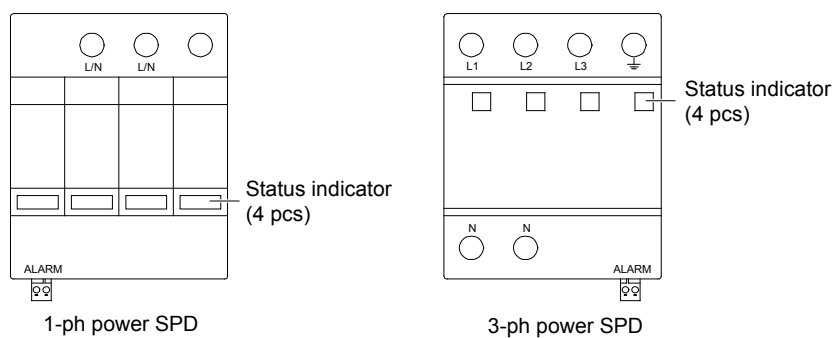 L/N L/N
L1 L2 L3
Status indicator
(4 pcs)
Status indicator
(4 pcs)
N N
ALARM
ALARM
1-ph power SPD
3-ph power SPD